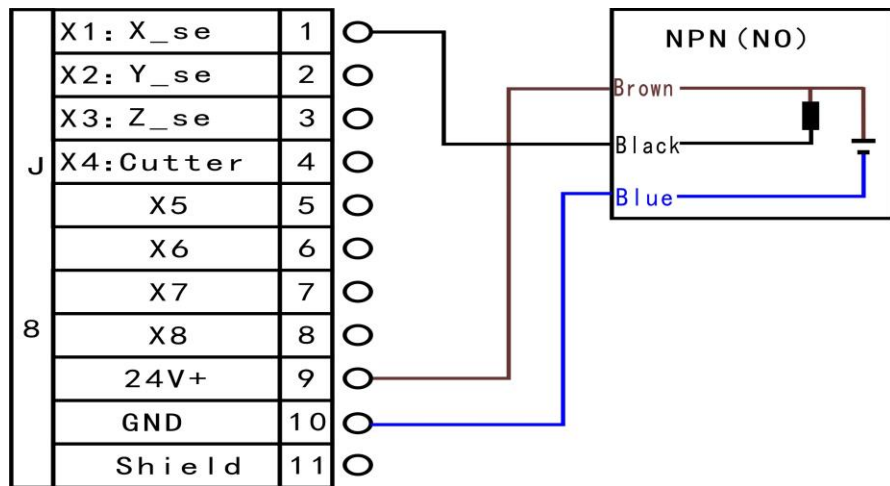 X1: X_se 1
X2: Y_se 2
X3: Z_se 3
J X4:Cutter 4
X5 5
X6 6
X7 7
8 X8 8
24V+ 9
GND 10
Shield 11
NPN(NO)
Brown
Black
Blue